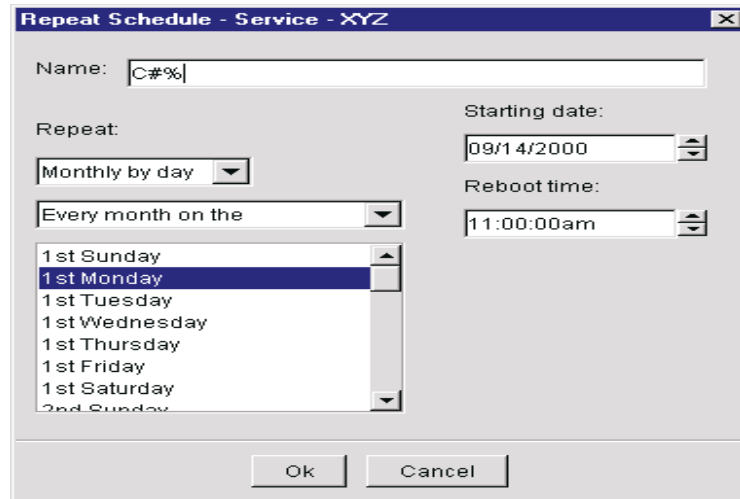 Repeat Schedule - Service - XYZ
Name: C#%
Repeat:
Monthly by day
Every month on the
1st Sunday
1st Monday
1st Tuesday
1st Wednesday
1st Thursday
1st Friday
1st Saturday
2nd Sunday
Starting date:
09/14/2000
Reboot time:
11:00:00am
Ok
Cancel